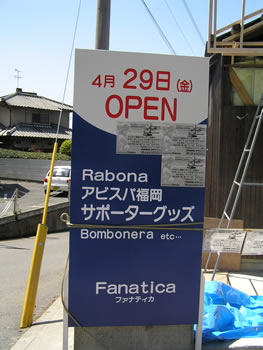 4月29日(金)
OPEN
Rabona
アビスパ福岡
サポーターグッズ
Bombonera etc…
Fanatica
ファナティカ